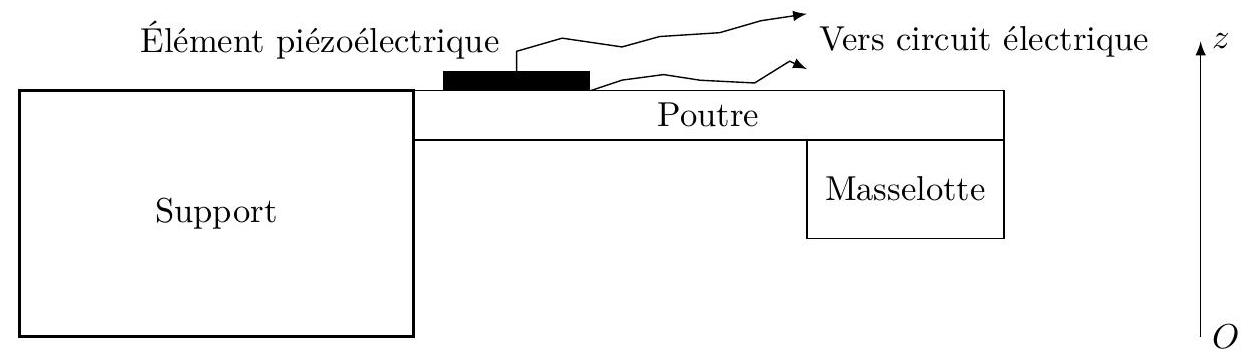 Élément piézoélectrique
Vers circuit électrique
z
Poutre
Masselotte
Support
O